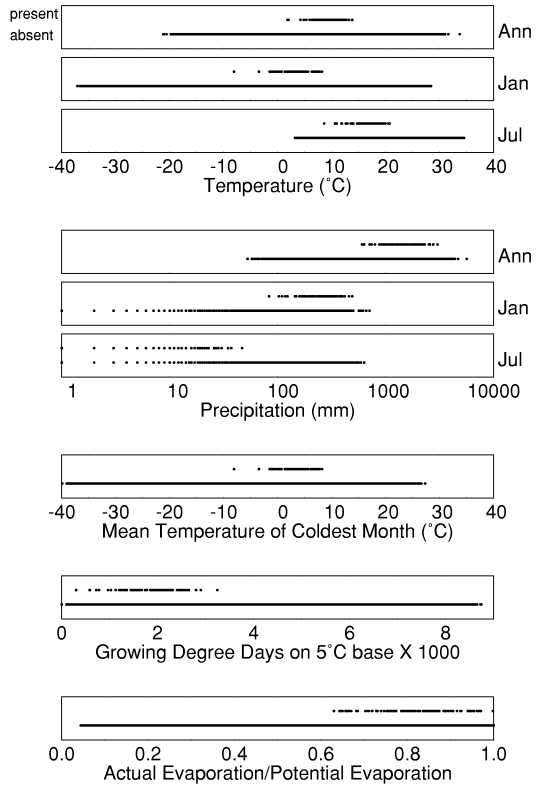 present
absent
Ann
Jan
Jul
-40 -30 -20 -10 0 10 20 30 40
Temperature (˚C)
Ann
Jan
Jul
1 10 100 1000 10000
Precipitation (mm)
-40 -30 -20 -10 0 10 20 30 40
Mean Temperature of Coldest Month (˚C)
0 2 4 6 8
Growing Degree Days on 5˚C base X 1000
0.0 0.2 0.4 0.6 0.8 1.0
Actual Evaporation/Potential Evaporation